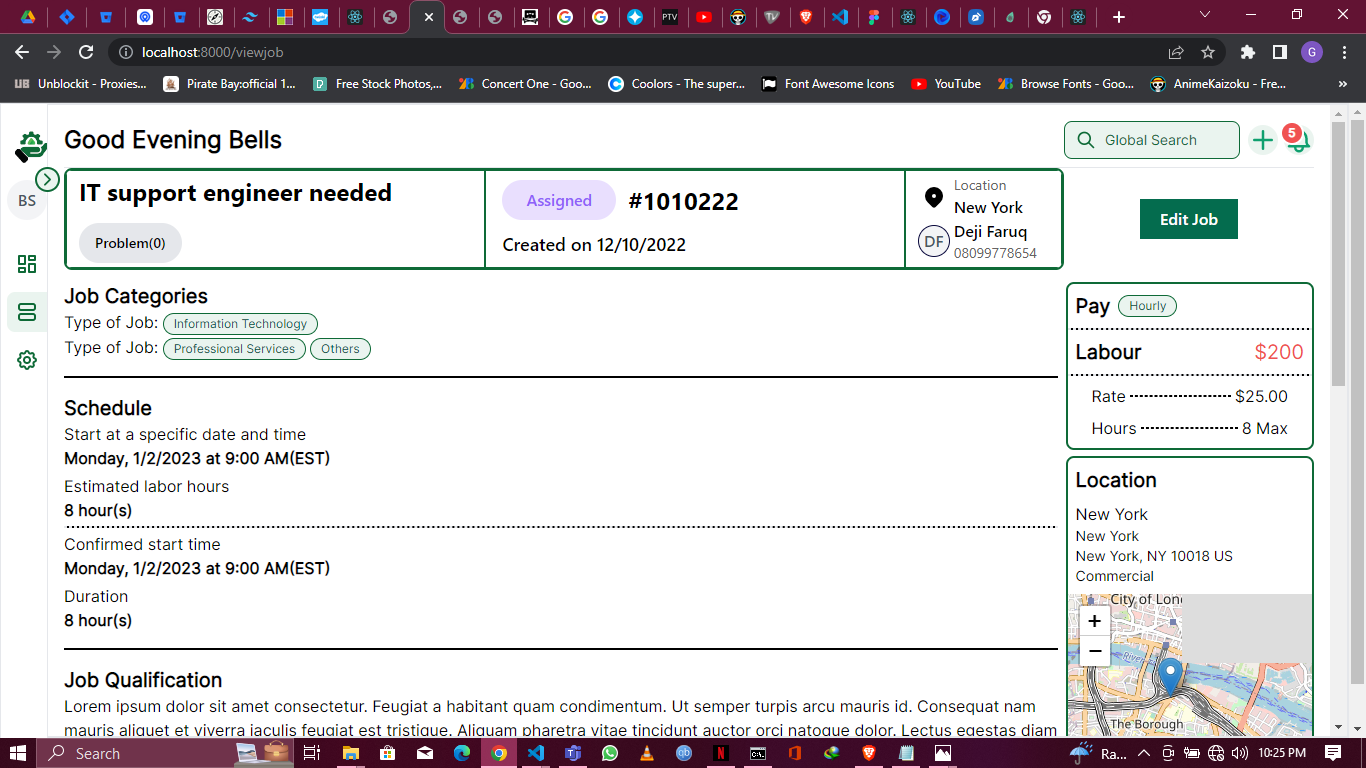 PTV
localhost:8000/viewjob
G
UB Unblockit - Proxies...
Pirate Bay:official 1...
Free Stock Photos,...
Concert One - Goo...
Coolors - The super...
Font Awesome Icons
YouTube
Browse Fonts - Goo...
AnimeKaizoku - Fre...
»
Good Evening Bells
Global Search
5
BS
IT support engineer needed
Problem(0)
Assigned
#1010222
Created on 12/10/2022
Location
New York
DF
Deji Faruq
08099778654
Edit Job
Job Categories
Type of Job: Information Technology
Type of Job: Professional Services Others
Schedule
Start at a specific date and time
Monday, 1/2/2023 at 9:00 AM(EST)
Estimated labor hours
8 hour(s)
Confirmed start time
Monday, 1/2/2023 at 9:00 AM(EST)
Duration
8 hour(s)
Job Qualification
Lorem ipsum dolor sit amet consectetur. Feugiat a habitant quam condimentum. Ut semper turpis arcu mauris id. Consequat nam
mauris aliquet et viverra iaculis feugiat est tristique. Aliquam pharetra vitae tincidunt auctor orci natoque dolor. Lectus egestas diam
Pay Hourly
Labour $200
Rate $25.00
Hours 8 Max
Location
New York
New York
New York, NY 10018 US
Commercial
City of Lon
+
−
River
The Borough
Search
Ra...
10:25 PM